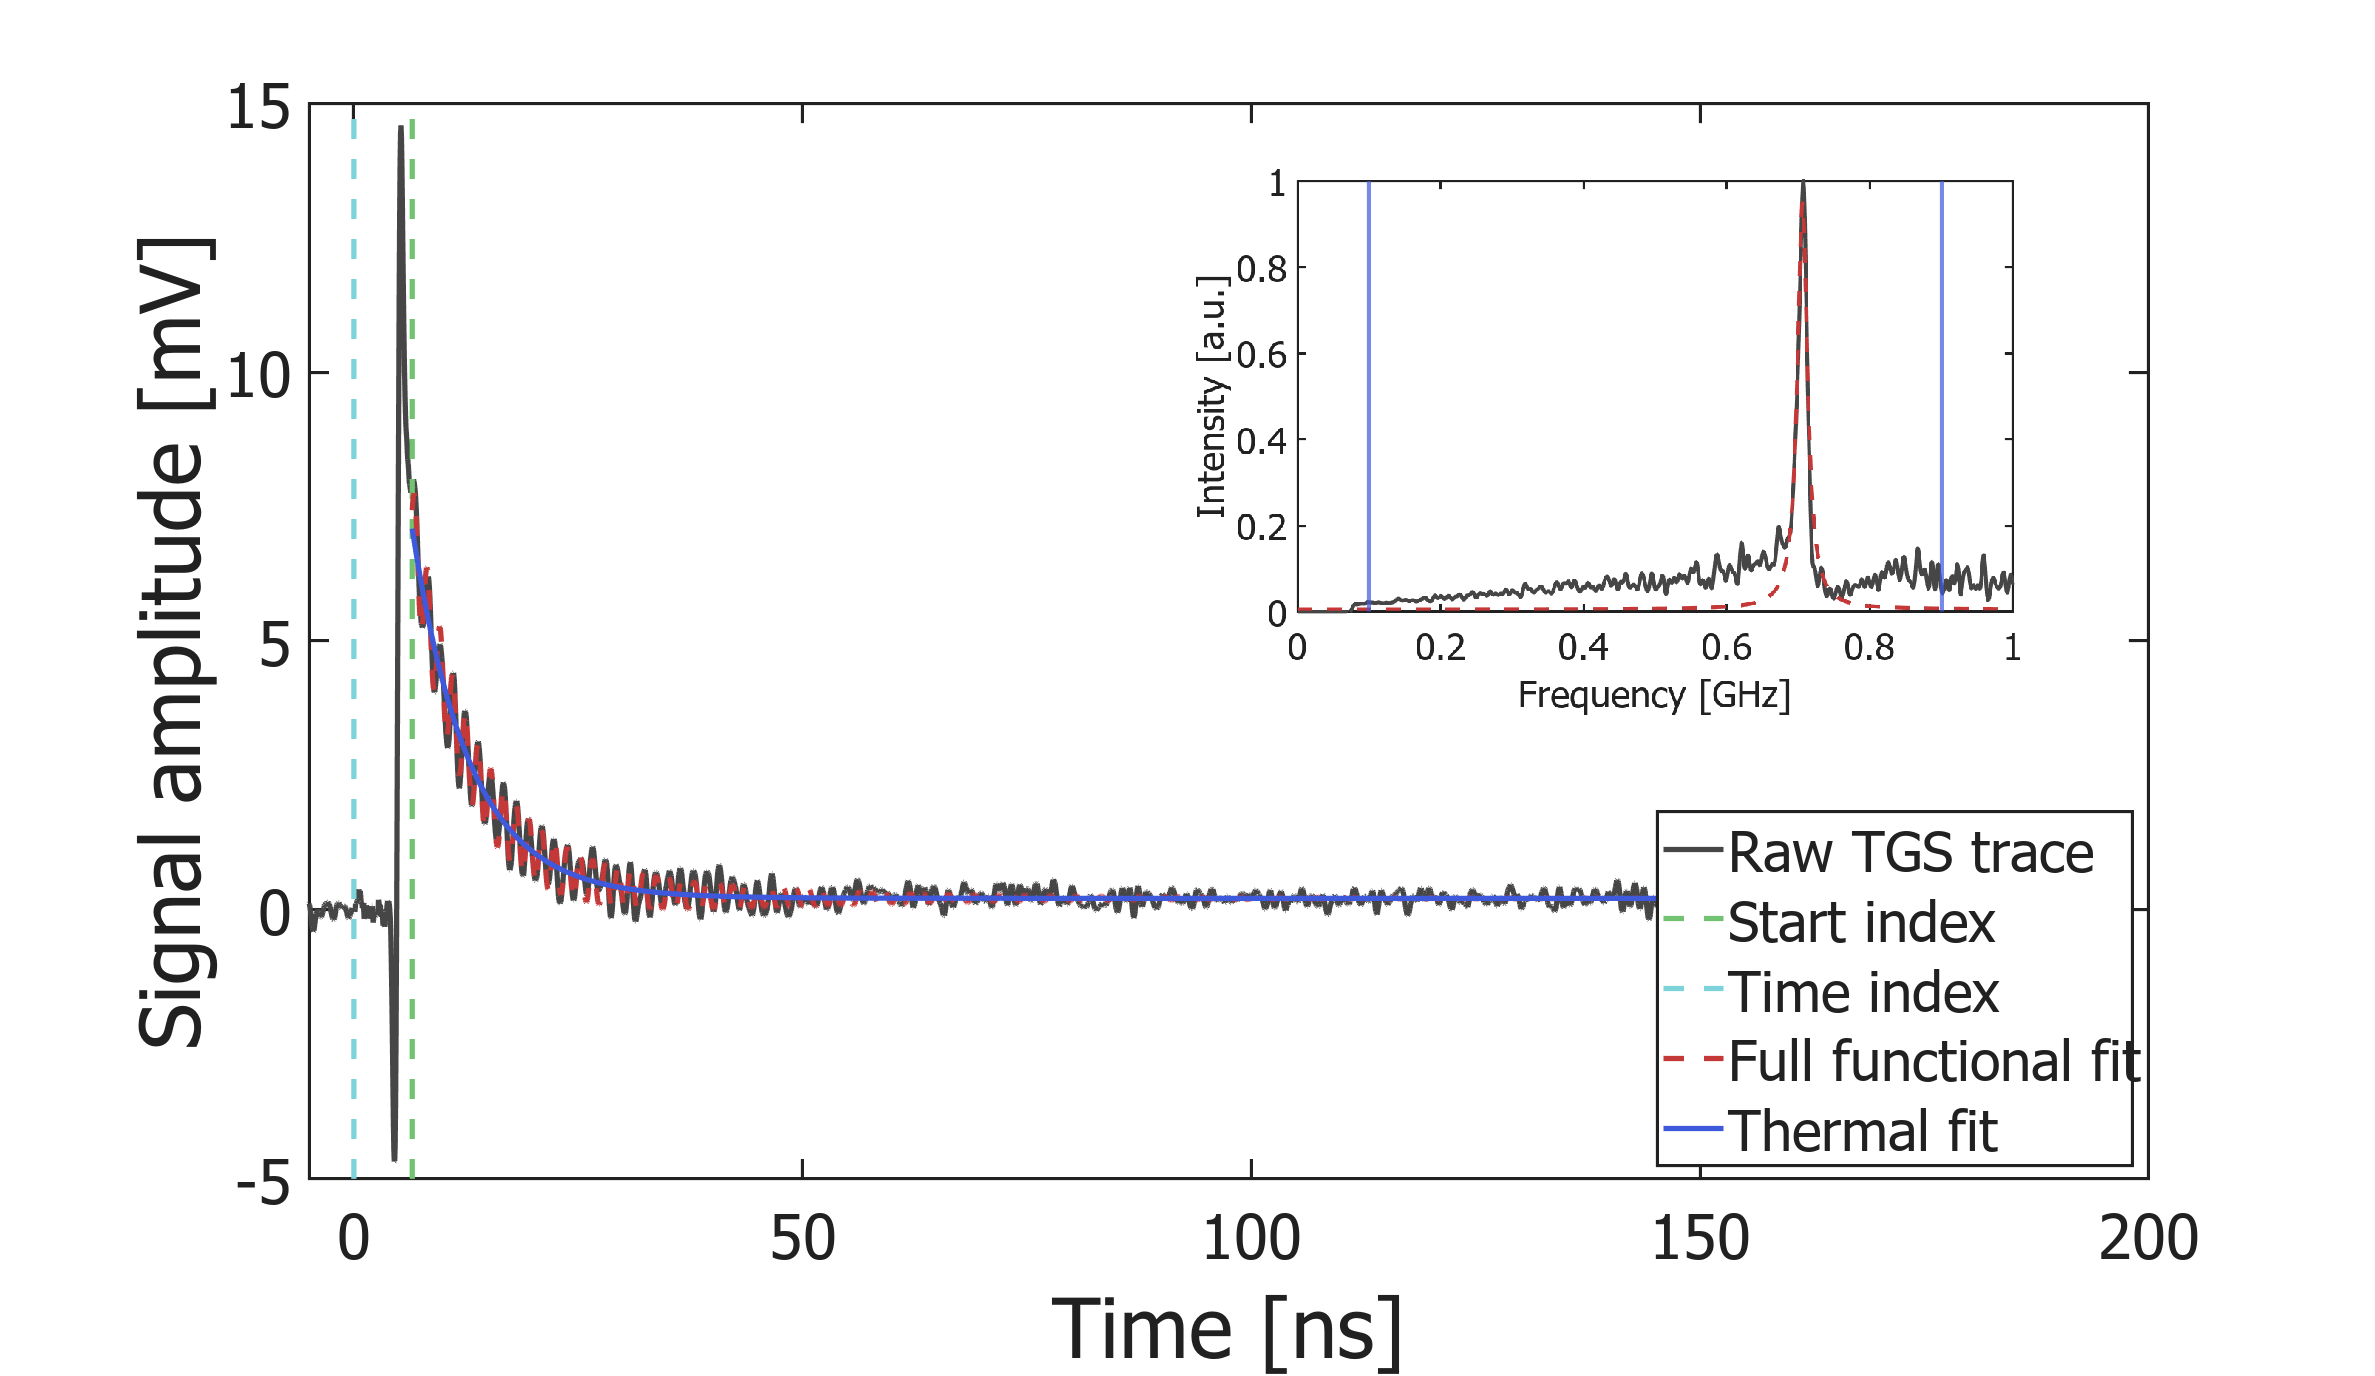 Signal amplitude [mV]
15
10
5
0
-5
0
50
100
150
200
Time [ns]
Intensity [a.u.]
1
0.8
0.6
0.4
0.2
0
0
0.2
0.4
0.6
0.8
1
Frequency [GHz]
Raw TGS trace
Start index
Time index
Full functional fit
Thermal fit